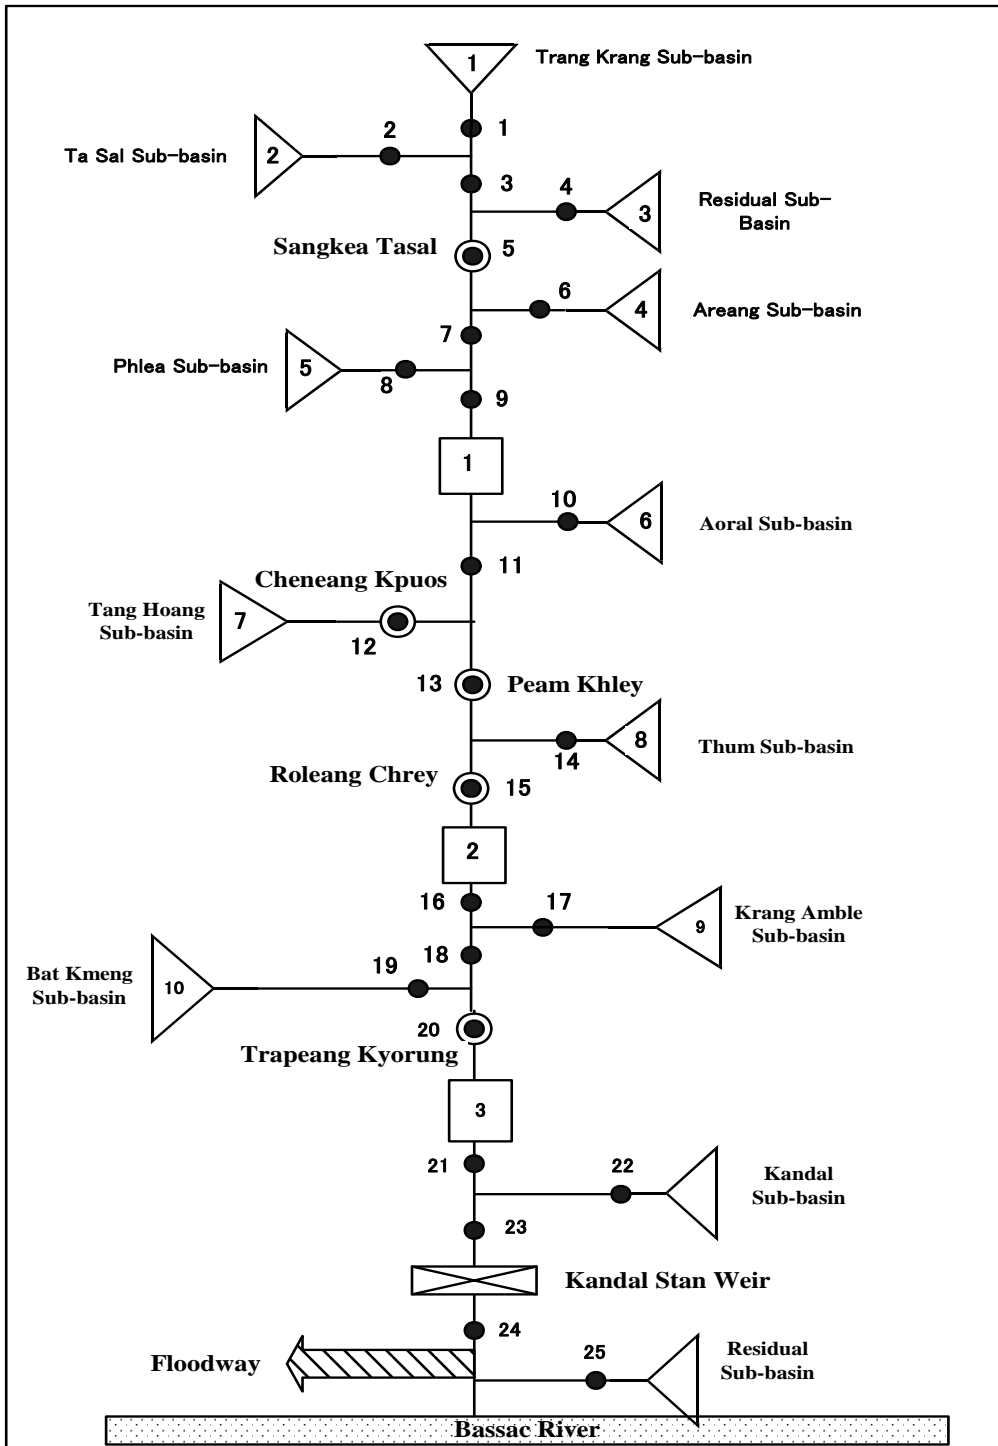 1
Trang Krang Sub-basin
1
2
Ta Sal Sub-basin
2
3
4
3
Residual Sub-
Basin
Sangkea Tasal
5
6
4
Areang Sub-basin
7
Phlea Sub-basin
5
8
9
1
10
6
Aoral Sub-basin
11
Cheneang Kpuos
Tang Hoang
Sub-basin
7
12
13
Peam Khley
8
Thum Sub-basin
14
Roleang Chrey
15
2
16
17
9
Krang Amble
Sub-basin
18
19
Bat Kmeng
Sub-basin
10
20
Trapeang Kyorung
3
21
22
Kandal
Sub-basin
23
Kandal Stan Weir
24
Floodway
25
Residual
Sub-basin
Bassac River